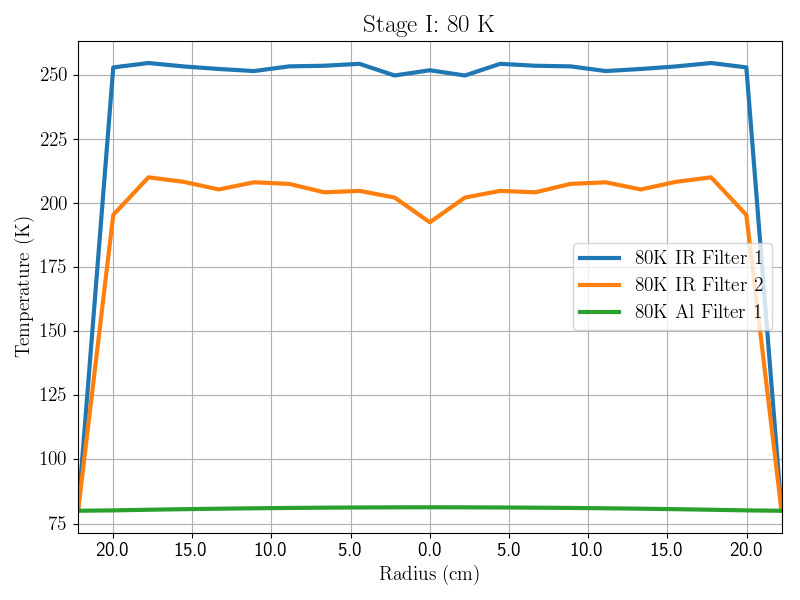 Stage I: 80 K
Temperature (K)
250
225
200
175
150
125
100
75
80K IR Filter 1
80K IR Filter 2
80K Al Filter 1
20.0 15.0 10.0 5.0 0.0 5.0 10.0 15.0 20.0
Radius (cm)